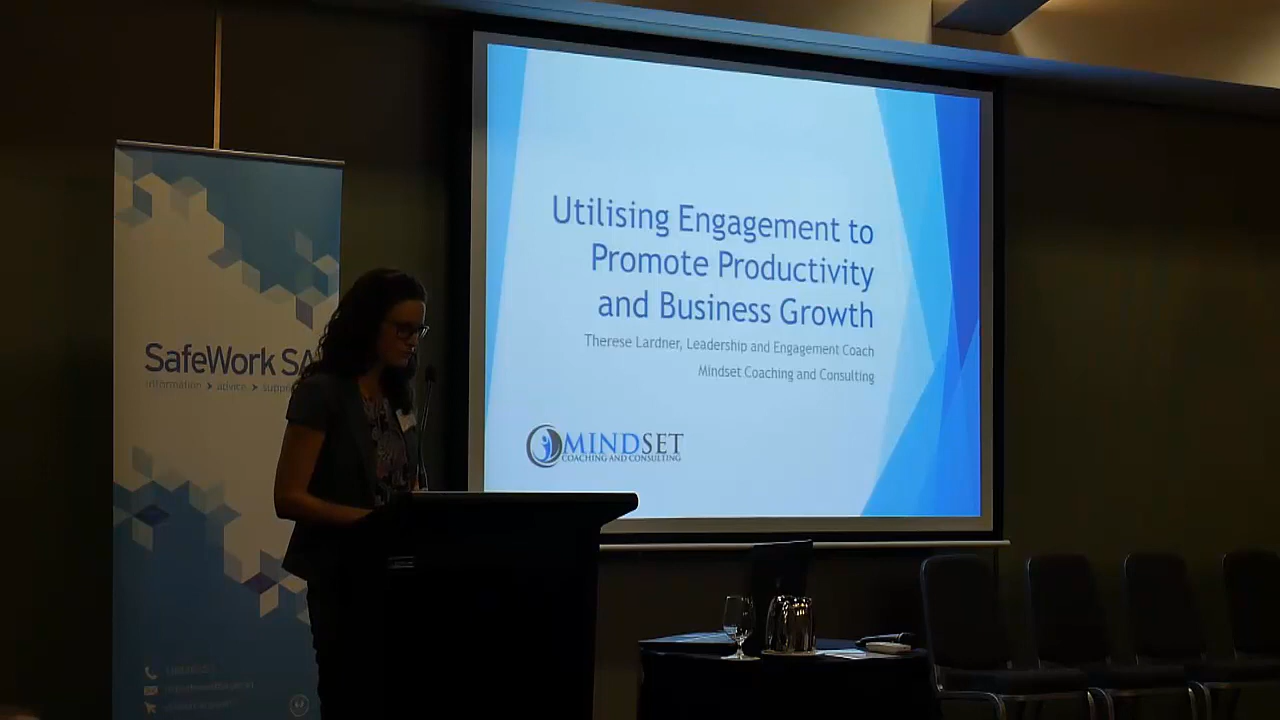 SafeWork SA
information > advice >
Utilising Engagement to
Promote Productivity
and Business Growth
Therese Lardner, Leadership and Engagement Coach
Mindset Coaching and Consulting
MINDSET
COACHING AND CONSULTING